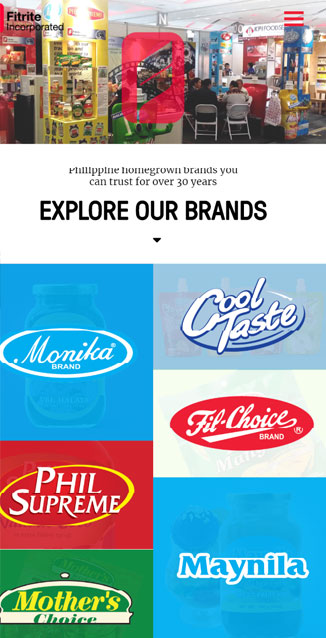 Fitrite
Incorporated
Philippine homegrown brands you
can trust for over 30 years
EXPLORE OUR BRANDS
Cool
Taste
Monika®
BRAND
Fil-Choice®
BRAND
PHIL
SUPREME
Maynila
Mother's
Choice